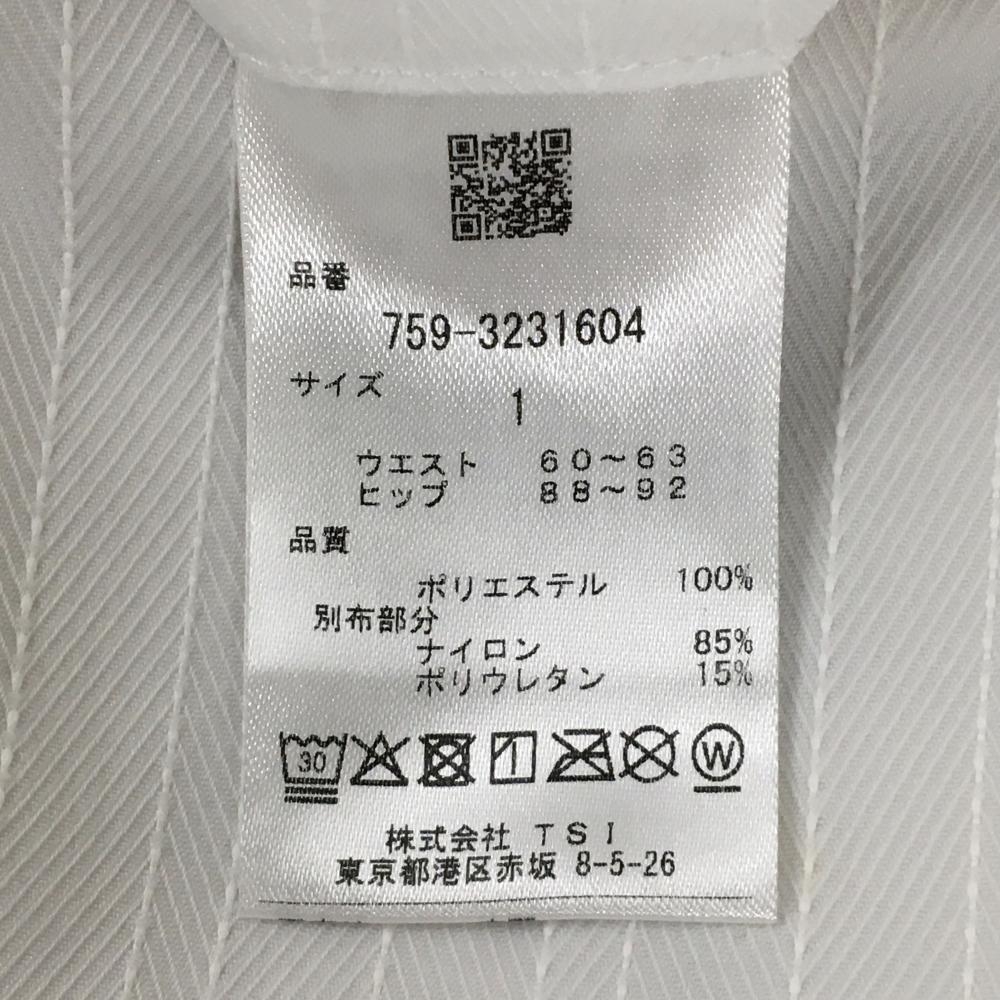 品番
759-3231604
サイズ
1
ウエスト 60～63
ヒップ 88～92
品質
ポリエステル 100%
別布部分
ナイロン 85%
ポリウレタン 15%
30
W
株式会社 TSI
東京都港区赤坂 8-5-26